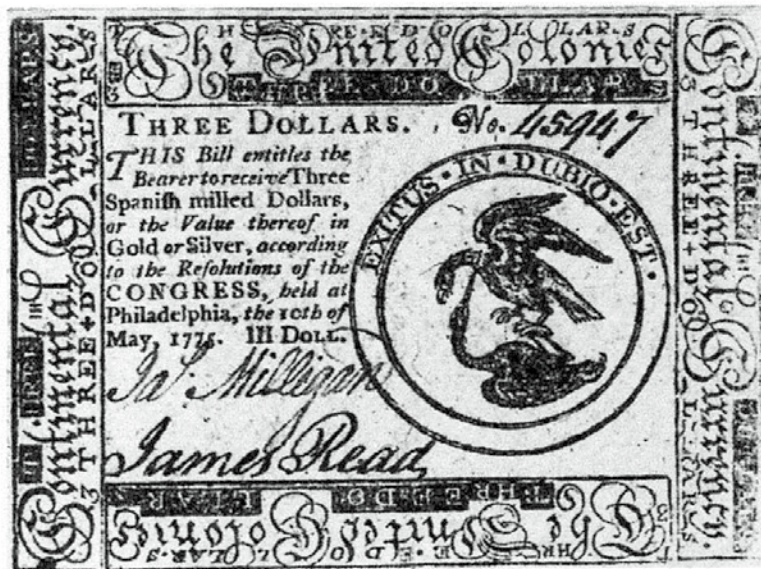 The United Colonies
THREE DOLLARS. No. 45947
THIS Bill entitles the
Bearer to receive Three
Spanish milled Dollars,
or the Value thereof in
Gold or Silver, according
to the Resolutions of the
CONGRESS, held at
Philadelphia, the 10th of
May, 1775. III DOLL.
EXITUS · IN · DUBIO · EST ·
Jas. Milligan
James Read
The United Colonies
Continental Currency
THREE DOLLARS
Continental Currency
THREE DOLLARS